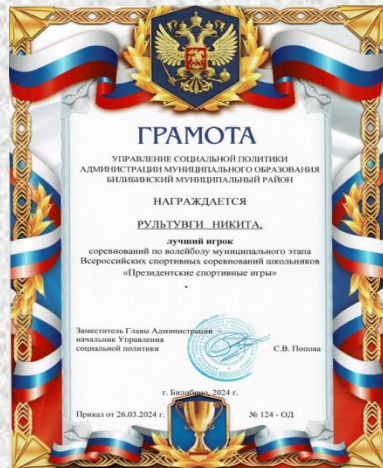 ГРАМОТА
УПРАВЛЕНИЕ СОЦИАЛЬНОЙ ПОЛИТИКИ
АДМИНИСТРАЦИИ МУНИЦИПАЛЬНОГО ОБРАЗОВАНИЯ
БИЛИБИНСКИЙ МУНИЦИПАЛЬНЫЙ РАЙОН
НАГРАЖДАЕТСЯ
РУЛЬТУВГИ НИКИТА,
лучший игрок
соревнований по волейболу муниципального этапа
Всероссийских спортивных соревнований школьников
«Президентские спортивные игры»
Заместитель Главы Администрации
начальник Управления
социальной политики С.В. Попова
г. Билибино, 2024 г.
Приказ от 26.03.2024 г. № 124 - ОД